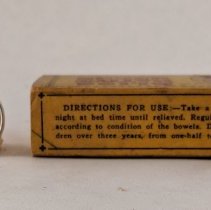 DIRECTIONS FOR USE:—Take a
night at bed time until relieved. Regu
according to condition of the bowels.
dren over three years, from one-half t